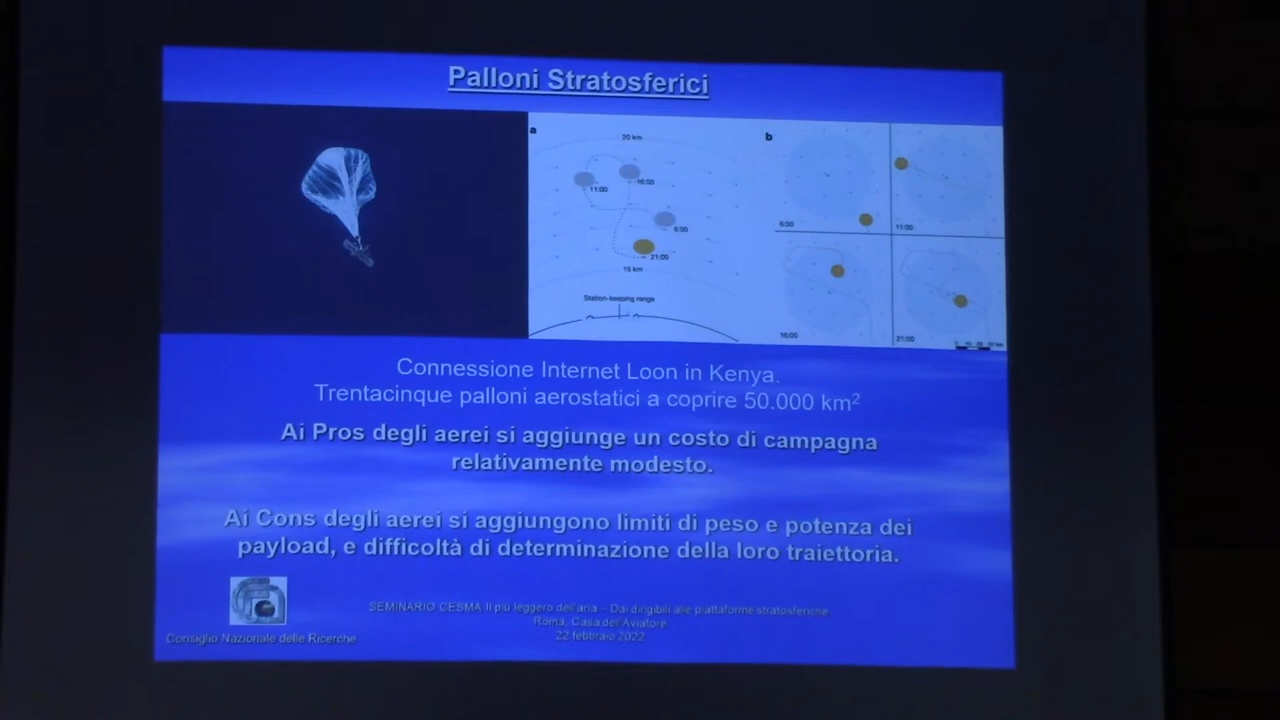 Palloni Stratosferici
a
20 km
11:00
16:00
6:00
21:00
15 km
Station-keeping range
b
6:00
11:00
16:00
21:00
Connessione Internet Loon in Kenya.
Trentacinque palloni aerostatici a coprire 50.000 km²
Ai Pros degli aerei si aggiunge un costo di campagna
relativamente modesto.
Ai Cons degli aerei si aggiungono limiti di peso e potenza dei
payload, e difficoltà di determinazione della loro traiettoria.
SEMINARIO CESMA Il più leggero dell'aria – Dai dirigibili alle piattaforme stratosferiche
Roma, Casa dell'Aviatore
22 febbraio 2022
Consiglio Nazionale delle Ricerche